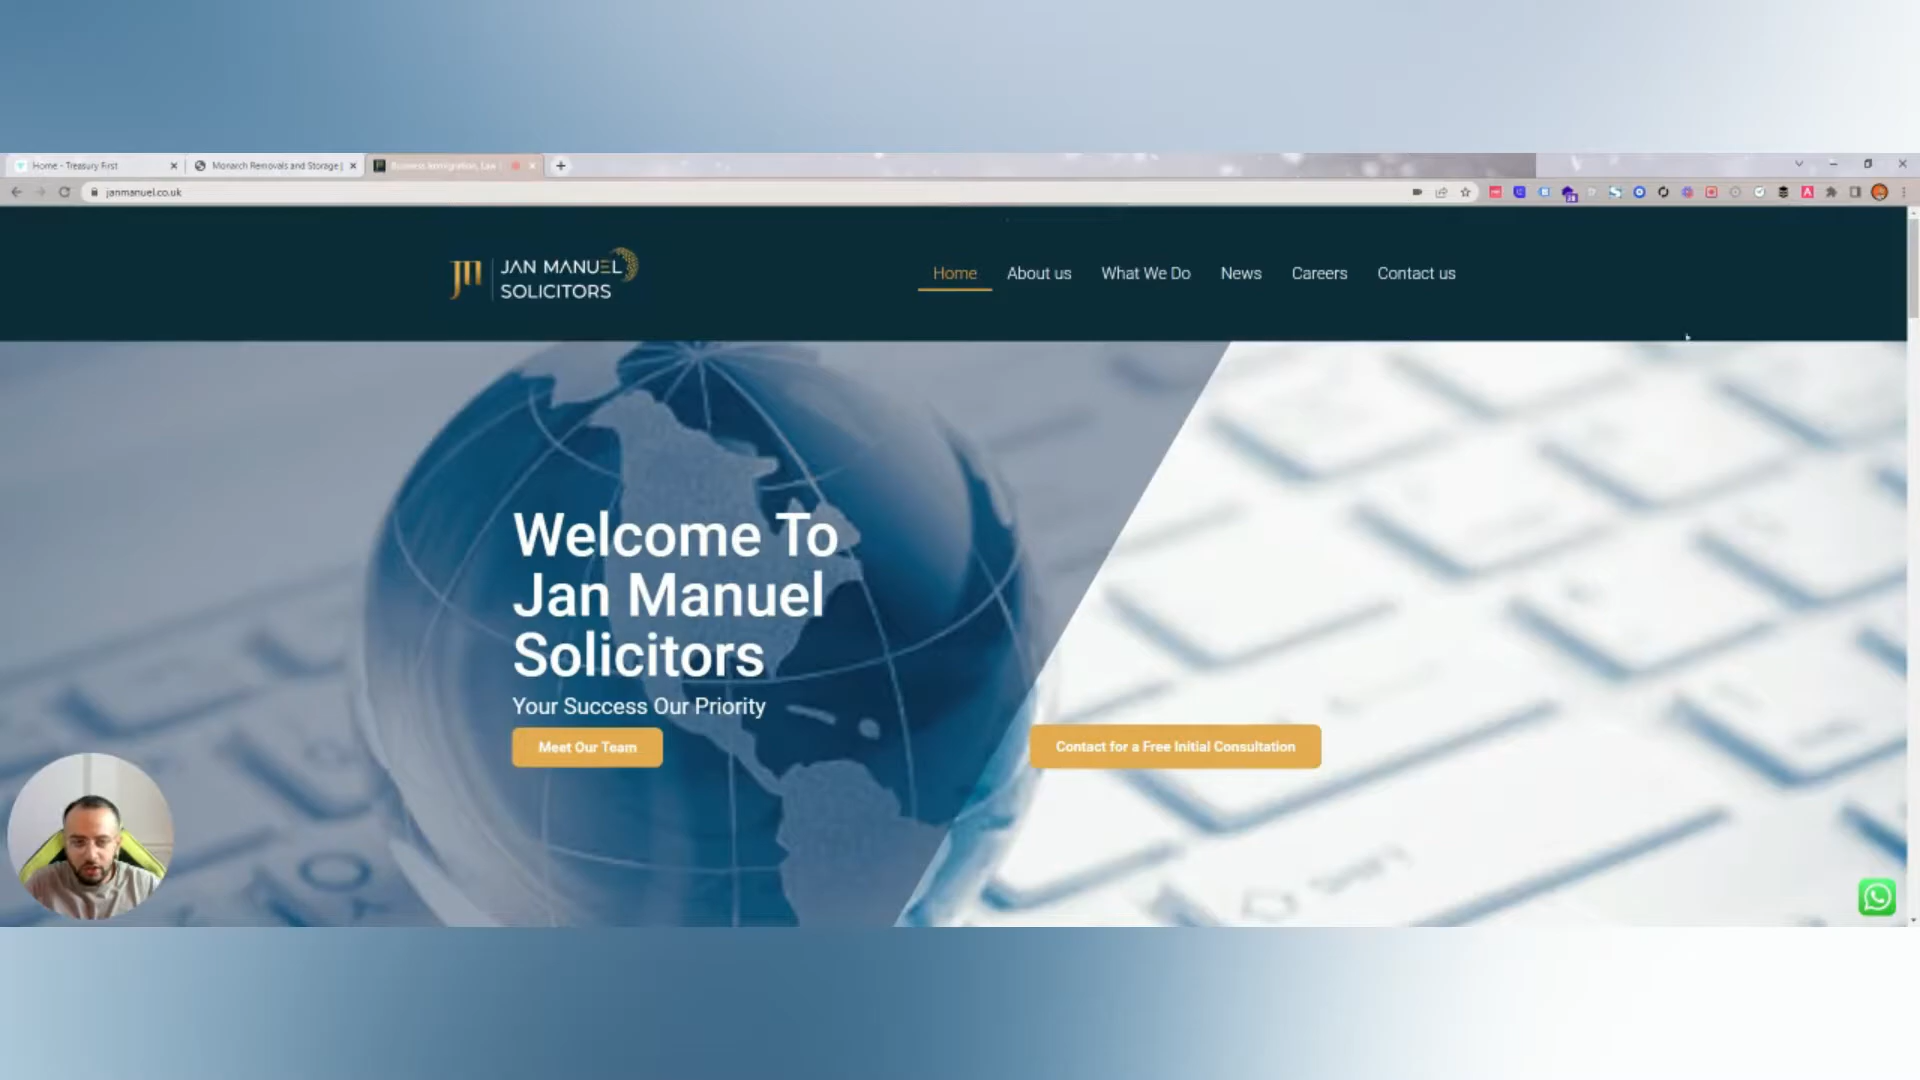 Home - Treasury First
Monarch Removals and Storage |
Business Immigration, Law |
janmanuel.co.uk
JM
JAN MANUEL
SOLICITORS
Home
About us
What We Do
News
Careers
Contact us
Welcome To
Jan Manuel
Solicitors
Your Success Our Priority
Meet Our Team
Contact for a Free Initial Consultation